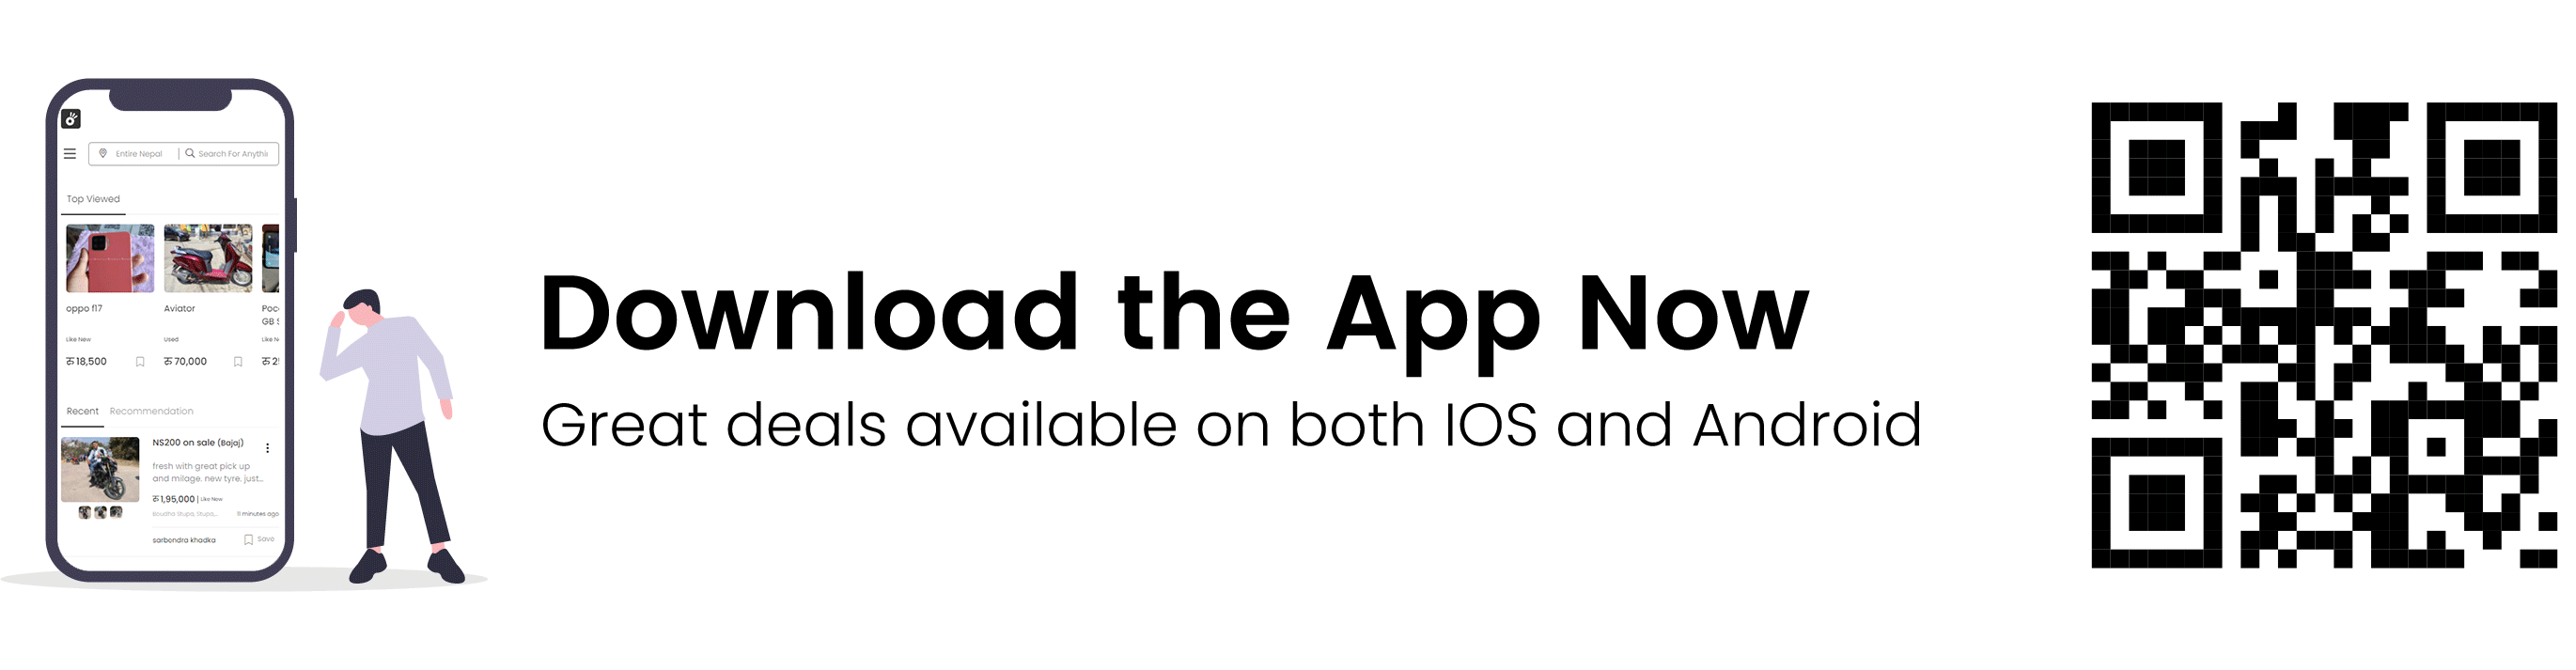 Entire Nepal
Search For Anythi
Top Viewed
oppo f17
Aviator
Poc
GB S
Like New
Used
Like N
रू 18,500
रू 70,000
रू 2
Recent
Recommendation
NS200 on sale (Bajaj)
fresh with great pick up
and milage. new tyre, just...
रू 1,95,000 | Like New
Boudha Stupa, Stupa,...
11 minutes ago
sarbondra khadka
Save
Download the App Now
Great deals available on both IOS and Android